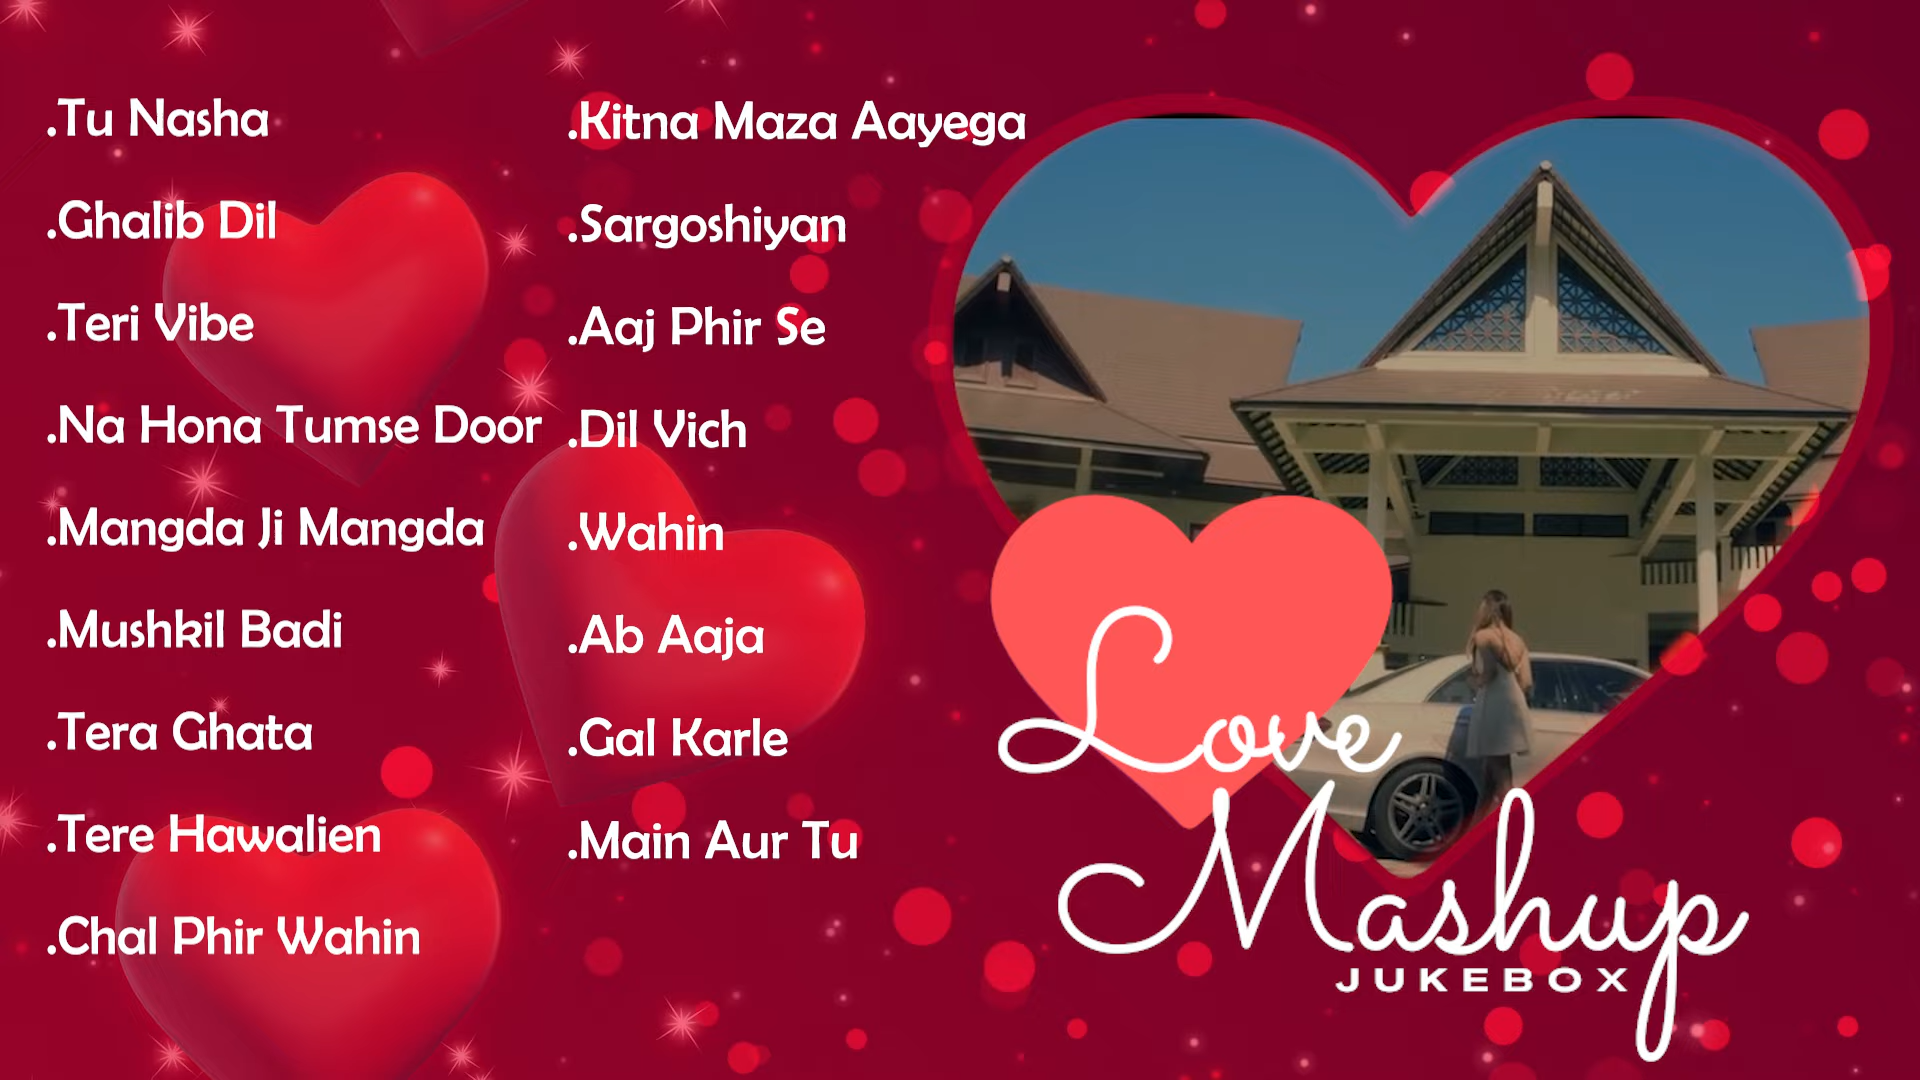 .Tu Nasha
.Ghalib Dil
.Teri Vibe
.Na Hona Tumse Door
.Mangda Ji Mangda
.Mushkil Badi
.Tera Ghata
.Tere Hawalien
.Chal Phir Wahin
.Kitna Maza Aayega
.Sargoshiyan
.Aaj Phir Se
.Dil Vich
.Wahin
.Ab Aaja
.Gal Karle
.Main Aur Tu
Love
Mashup
JUKEBOX